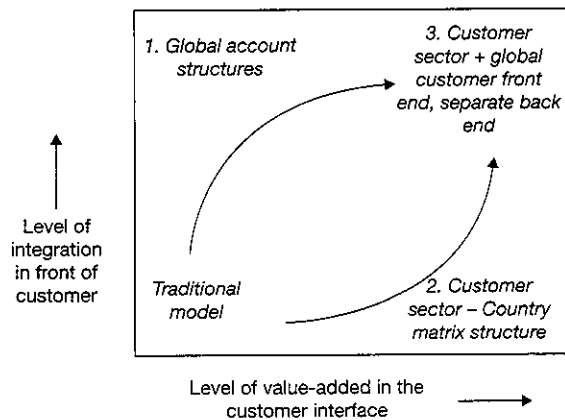 1. Global account
structures
3. Customer
sector + global
customer front
end, separate back
end
Level of
integration
in front of
customer
Traditional
model
2. Customer
sector – Country
matrix structure
Level of value-added in the
customer interface